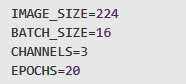 IMAGE_SIZE=224
BATCH_SIZE=16
CHANNELS=3
EPOCHS=20